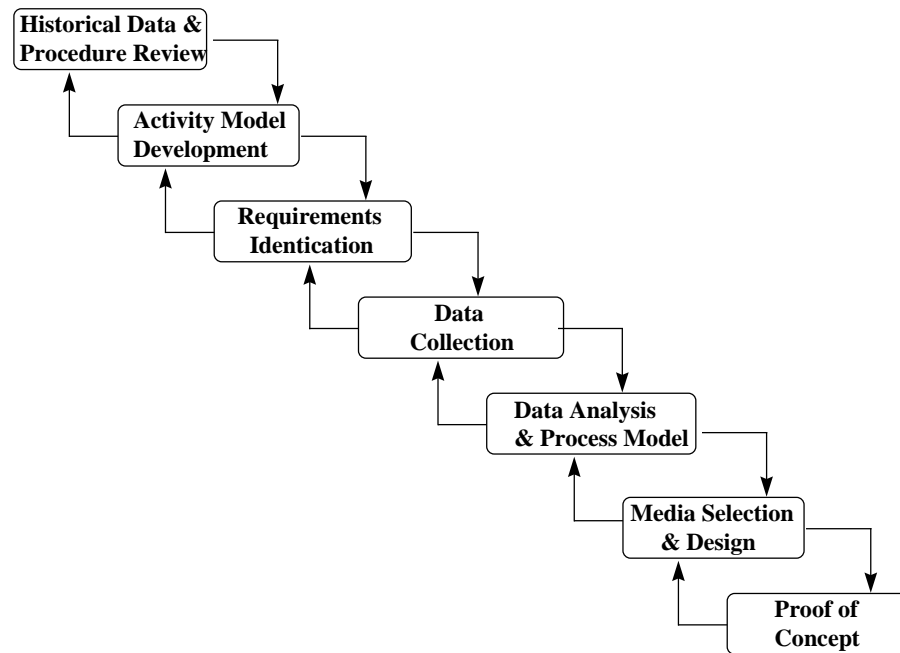 Historical Data &
Procedure Review
Activity Model
Development
Requirements
Identication
Data
Collection
Data Analysis
& Process Model
Media Selection
& Design
Proof of
Concept